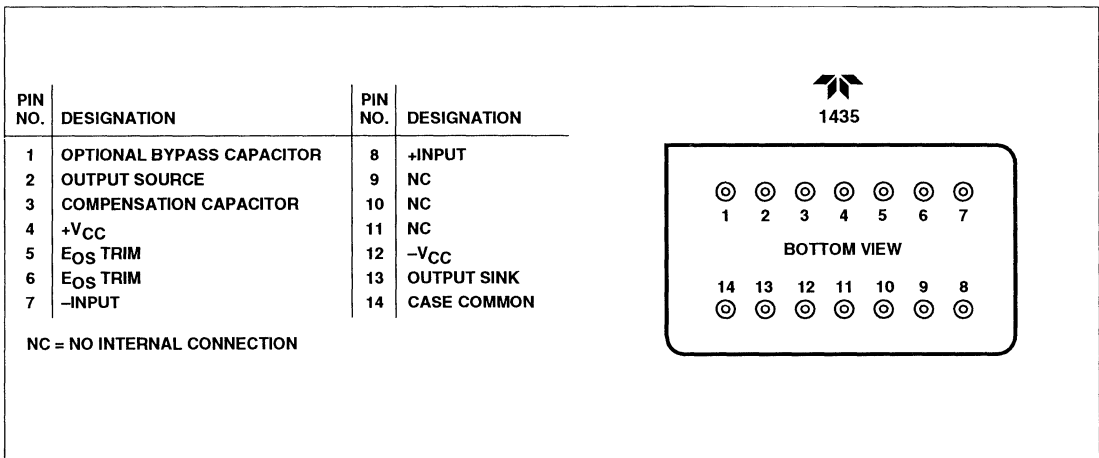 PIN NO. DESIGNATION
1 OPTIONAL BYPASS CAPACITOR
2 OUTPUT SOURCE
3 COMPENSATION CAPACITOR
4 +VCC
5 EOS TRIM
6 EOS TRIM
7 –INPUT
PIN NO. DESIGNATION
8 +INPUT
9 NC
10 NC
11 NC
12 –VCC
13 OUTPUT SINK
14 CASE COMMON
NC = NO INTERNAL CONNECTION
1435
1 2 3 4 5 6 7
BOTTOM VIEW
14 13 12 11 10 9 8